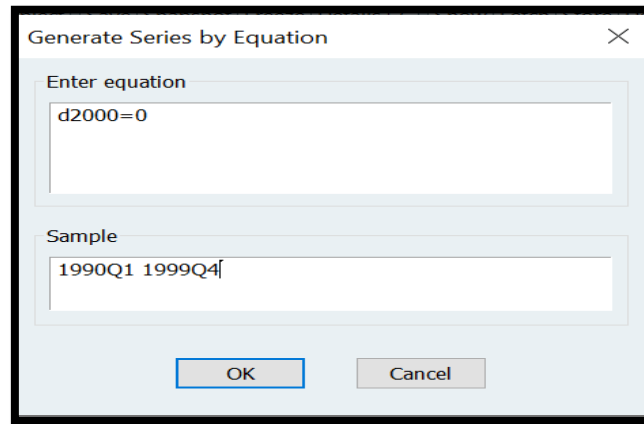 Generate Series by Equation
Enter equation
d2000=0
Sample
1990Q1 1999Q4
OK
Cancel